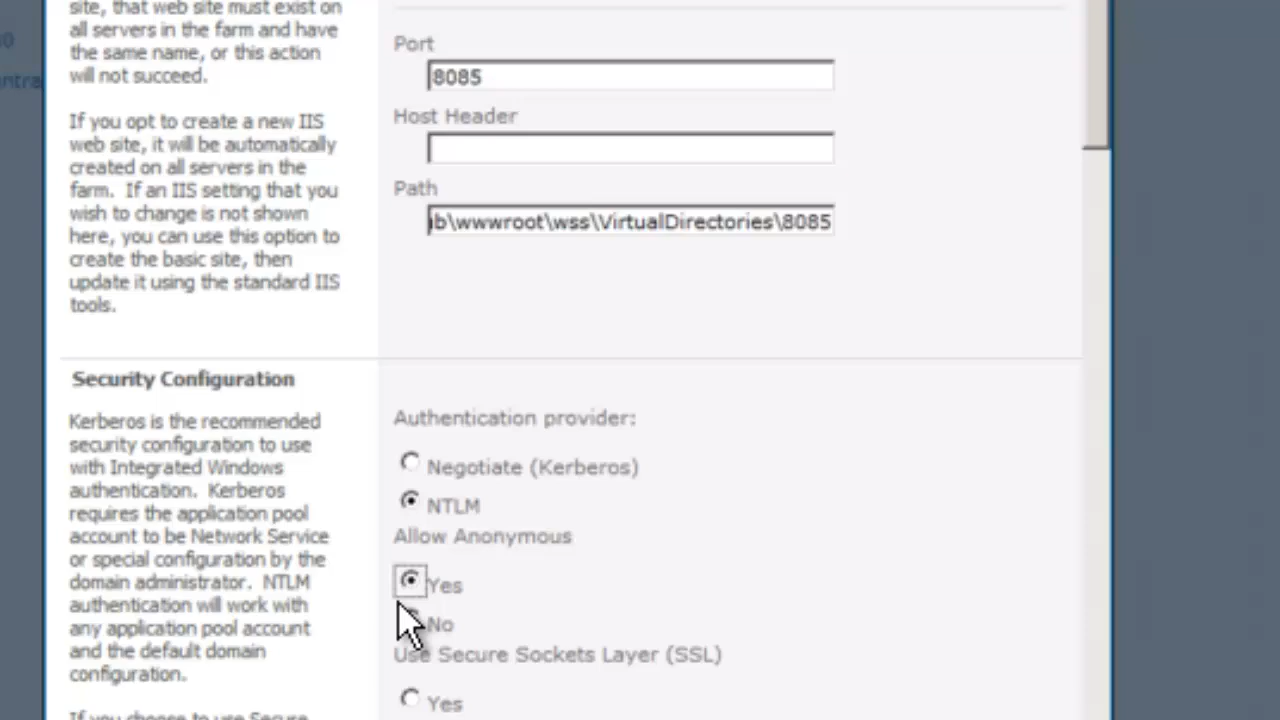 site, that web site must exist on
all servers in the farm and have
the same name, or this action
will not succeed.
If you opt to create a new IIS
web site, it will be automatically
created on all servers in the
farm. If an IIS setting that you
wish to change is not shown
here, you can use this option to
create the basic site, then
update it using the standard IIS
tools.
Port
8085
Host Header
Path
b\wwwroot\wss\VirtualDirectories\8085
Security Configuration
Kerberos is the recommended
security configuration to use
with Integrated Windows
authentication. Kerberos
requires the application pool
account to be Network Service
or special configuration by the
domain administrator. NTLM
authentication will work with
any application pool account
and the default domain
configuration.
If you choose to use Secure
Authentication provider:
Negotiate (Kerberos)
NTLM
Allow Anonymous
Yes
No
Use Secure Sockets Layer (SSL)
Yes